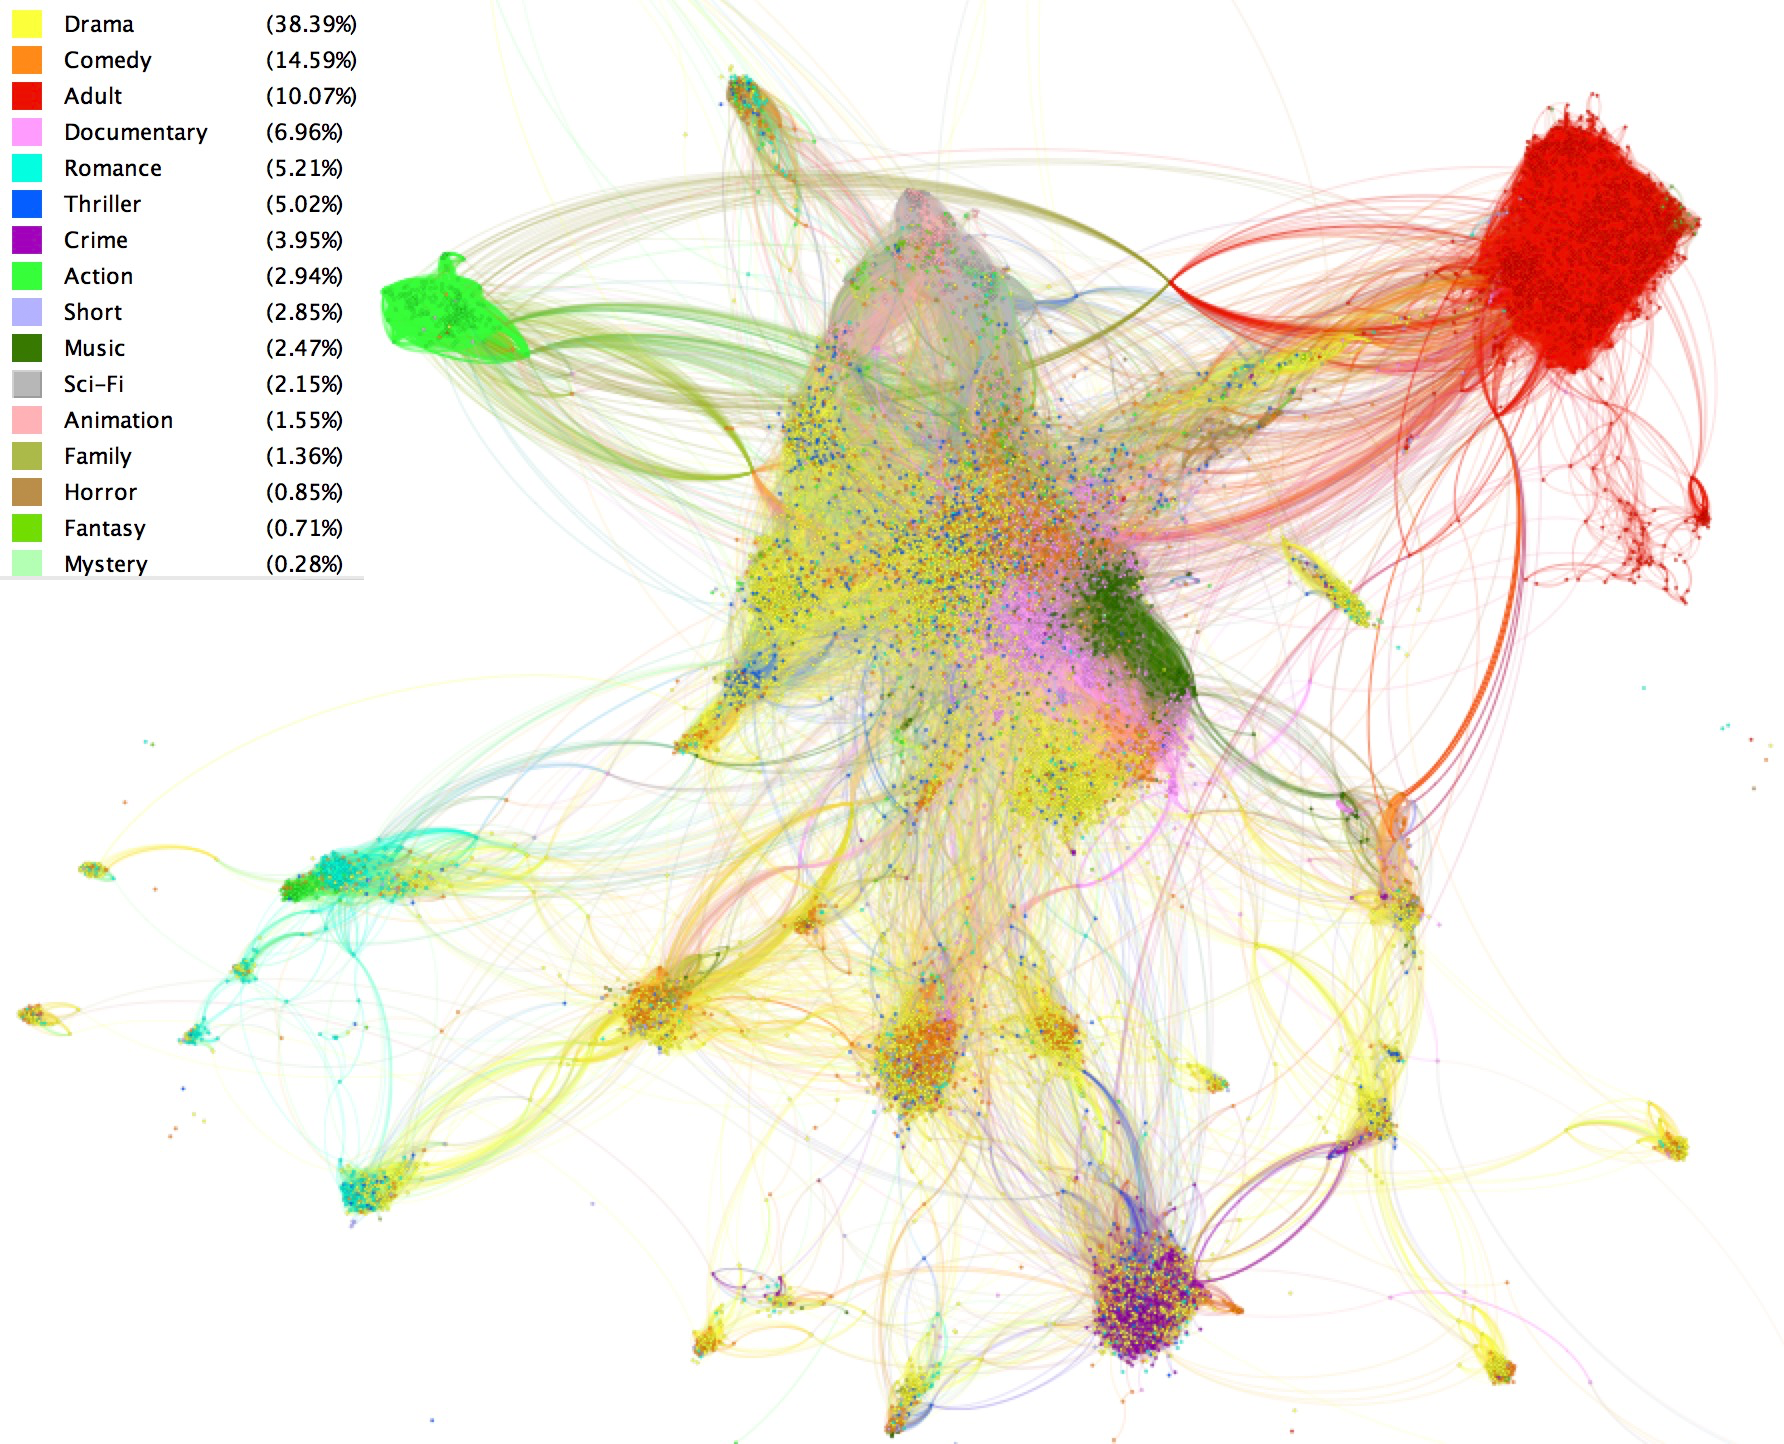 Drama (38.39%)
Comedy (14.59%)
Adult (10.07%)
Documentary (6.96%)
Romance (5.21%)
Thriller (5.02%)
Crime (3.95%)
Action (2.94%)
Short (2.85%)
Music (2.47%)
Sci-Fi (2.15%)
Animation (1.55%)
Family (1.36%)
Horror (0.85%)
Fantasy (0.71%)
Mystery (0.28%)